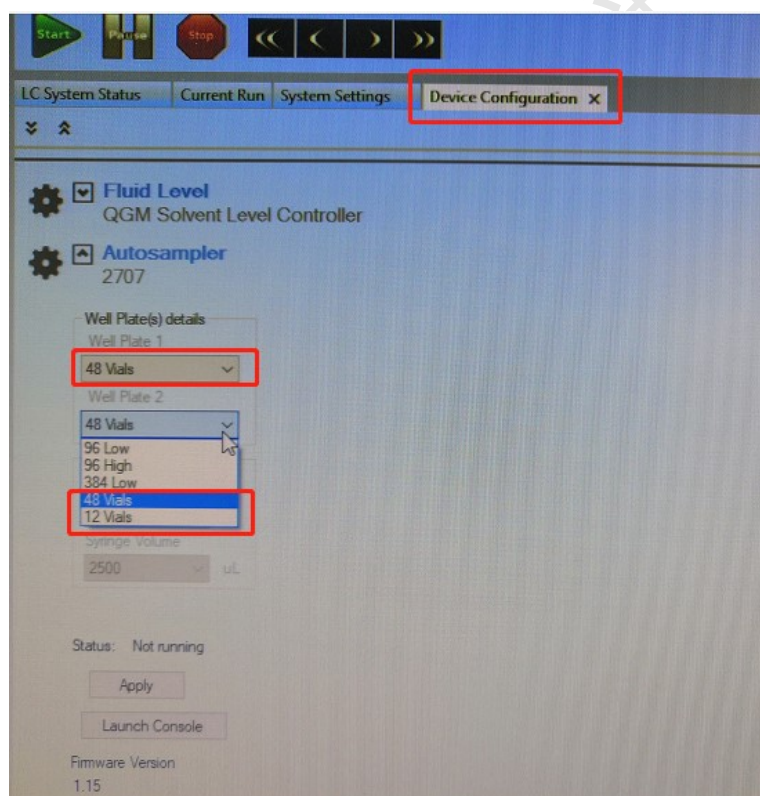 Start Pause Stop
LC System Status Current Run System Settings Device Configuration
Fluid Level
QGM Solvent Level Controller
Autosampler
2707
Well Plate(s) details
Well Plate 1
48 Vials
Well Plate 2
48 Vials
96 Low
96 High
384 Low
48 Vials
12 Vials
Syringe Volume
2500 uL
Status: Not running
Apply
Launch Console
Firmware Version
1.15